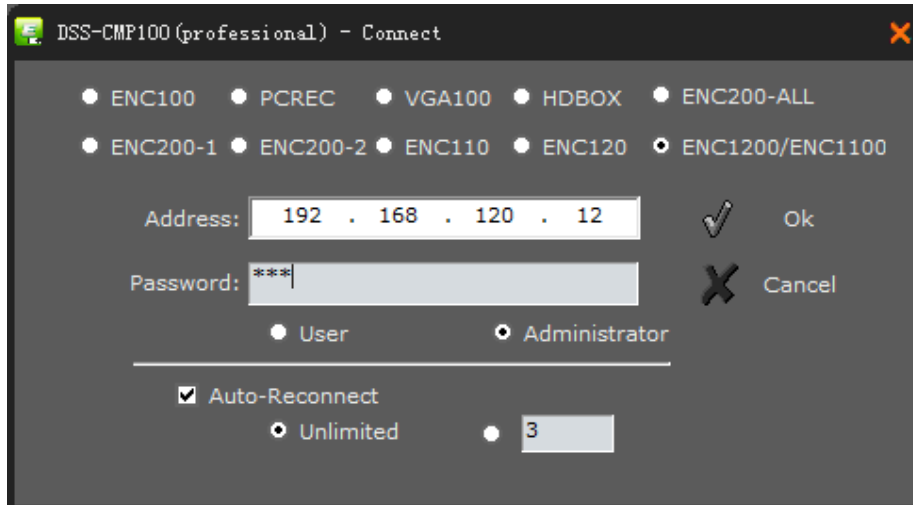 DSS-CMP100(professional) - Connect
ENC100 PCREC VGA100 HDBOX ENC200-ALL
ENC200-1 ENC200-2 ENC110 ENC120 ENC1200/ENC1100
Address: 192 . 168 . 120 . 12 Ok
Password: *** Cancel
User Administrator
Auto-Reconnect
Unlimited 3